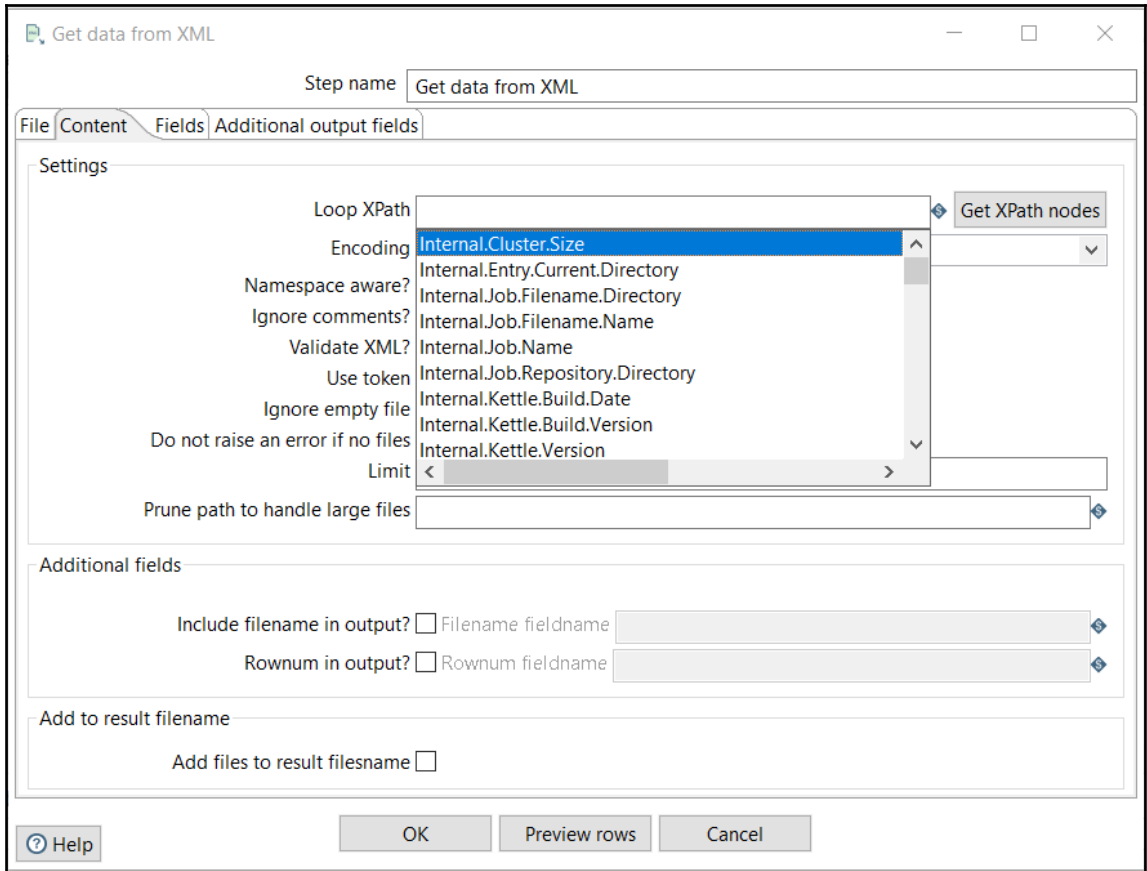 Get data from XML
Step name Get data from XML
File Content Fields Additional output fields
Settings
Loop XPath Get XPath nodes
Encoding Internal.Cluster.Size
Internal.Entry.Current.Directory
Namespace aware? Internal.Job.Filename.Directory
Ignore comments? Internal.Job.Filename.Name
Validate XML? Internal.Job.Name
Use token Internal.Job.Repository.Directory
Ignore empty file Internal.Kettle.Build.Date
Internal.Kettle.Build.Version
Do not raise an error if no files Internal.Kettle.Version
Limit
Prune path to handle large files
Additional fields
Include filename in output? Filename fieldname
Rownum in output? Rownum fieldname
Add to result filename
Add files to result filesname
Help OK Preview rows Cancel